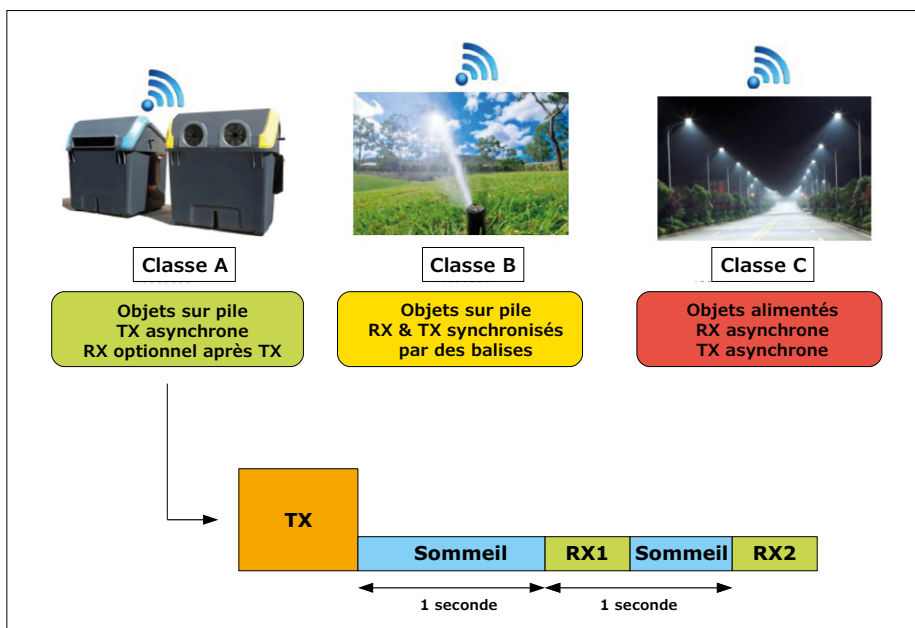 Classe A
Objets sur pile
TX asynchrone
RX optionnel après TX
Classe B
Objets sur pile
RX & TX synchronisés
par des balises
Classe C
Objets alimentés
RX asynchrone
TX asynchrone
TX
Sommeil
RX1
Sommeil
RX2
1 seconde
1 seconde